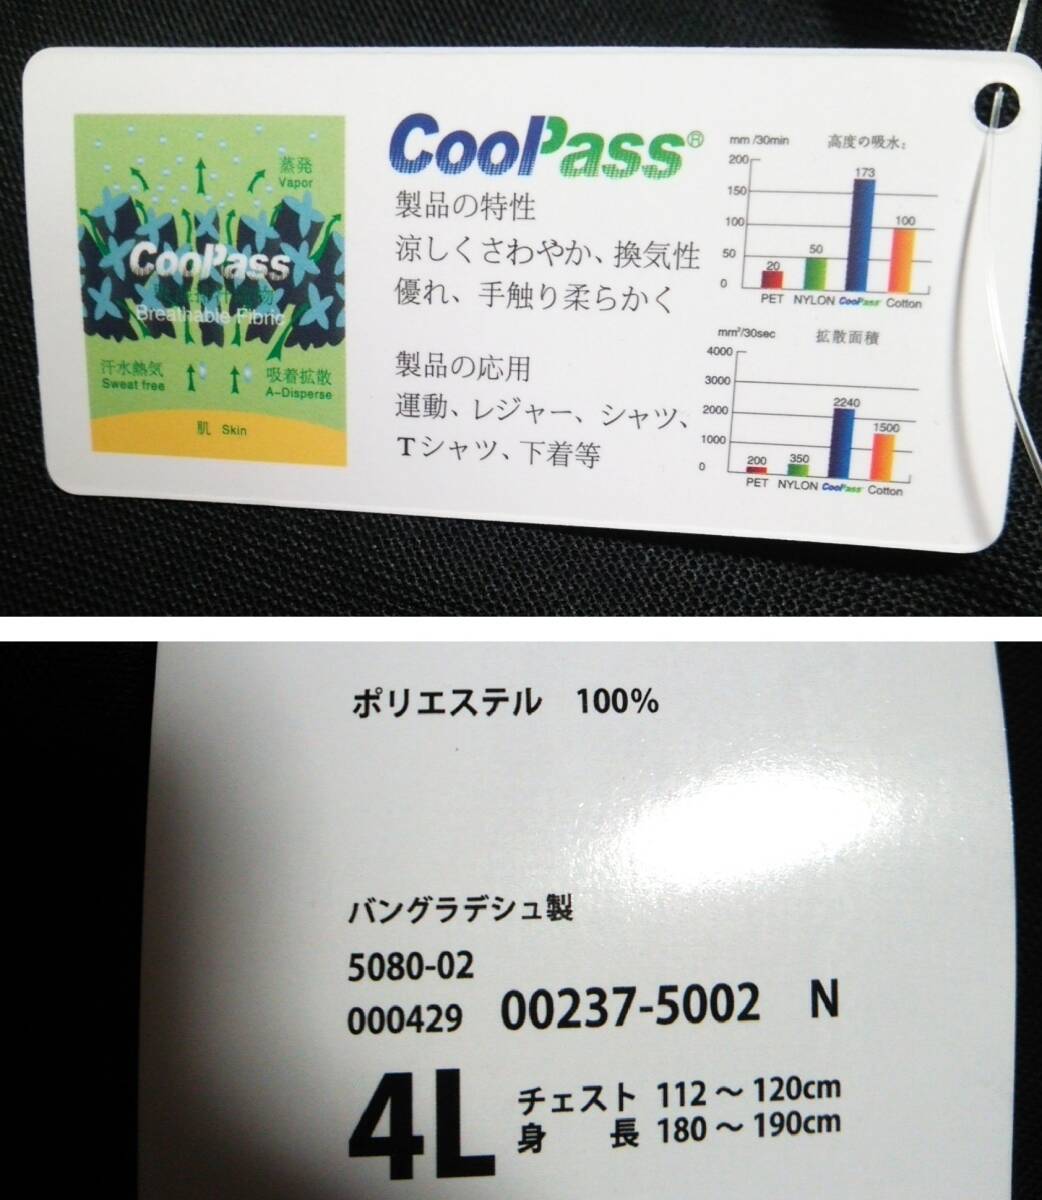 蒸発
Vapor
CoolPass
Breathable Fibric
汗水熱気
Sweat free
吸着拡散
A-Disperse
肌 Skin
CoolPass®
製品の特性
涼しくさわやか、換気性
優れ、手触り柔らかく
製品の応用
運動、レジャー、シャツ、
Tシャツ、下着等
mm /30min 高度の吸水:
200
150
100
50
0
20
50
173
100
PET NYLON CooLPass Cotton
mm²/30sec 拡散面積
4000
3000
2000
1000
0
200
350
2240
1500
PET NYLON CooLPass Cotton
ポリエステル 100%
バングラデシュ製
5080-02
000429 00237-5002 N
4L
チェスト 112～120cm
身長 180～190cm